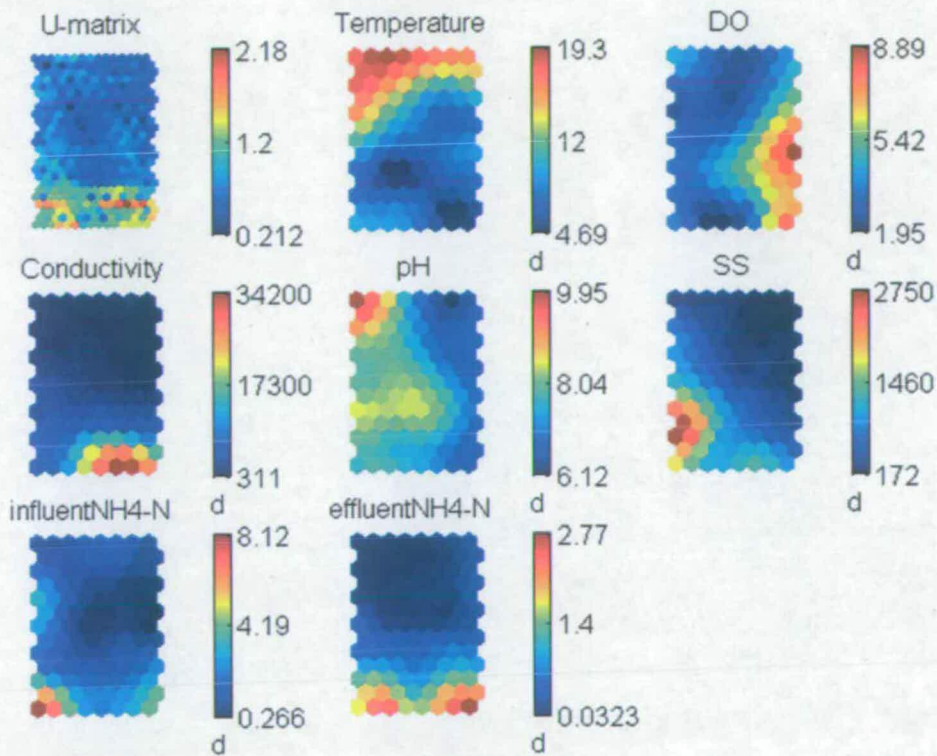 U-matrix
2.18
1.2
0.212
Temperature
19.3
12
4.69
d
DO
8.89
5.42
1.95
d
Conductivity
34200
17300
311
d
pH
9.95
8.04
6.12
d
SS
2750
1460
172
d
influentNH4-N
8.12
4.19
0.266
d
effluentNH4-N
2.77
1.4
0.0323
d